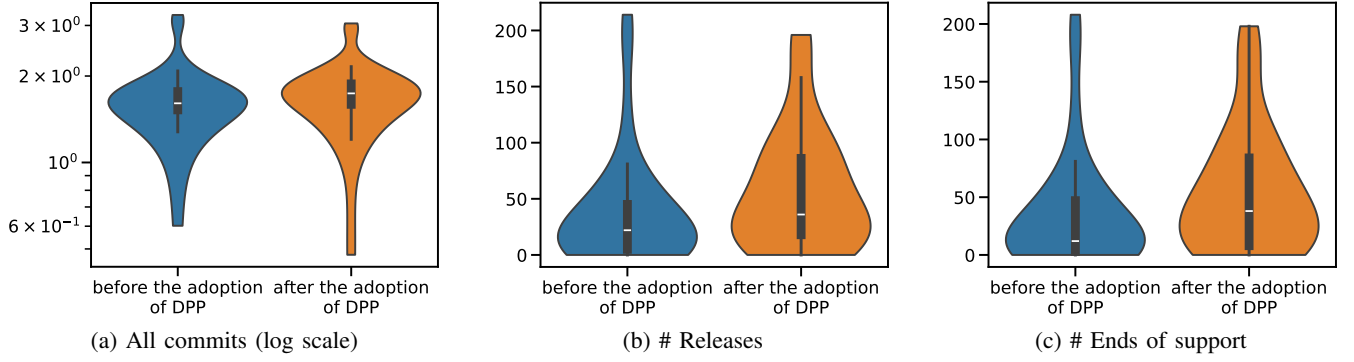 3 × 10⁰
2 × 10⁰
10⁰
6 × 10⁻¹
before the adoption
of DPP
after the adoption
of DPP
(a) All commits (log scale)
200
150
100
50
0
before the adoption
of DPP
after the adoption
of DPP
(b) # Releases
200
150
100
50
0
before the adoption
of DPP
after the adoption
of DPP
(c) # Ends of support